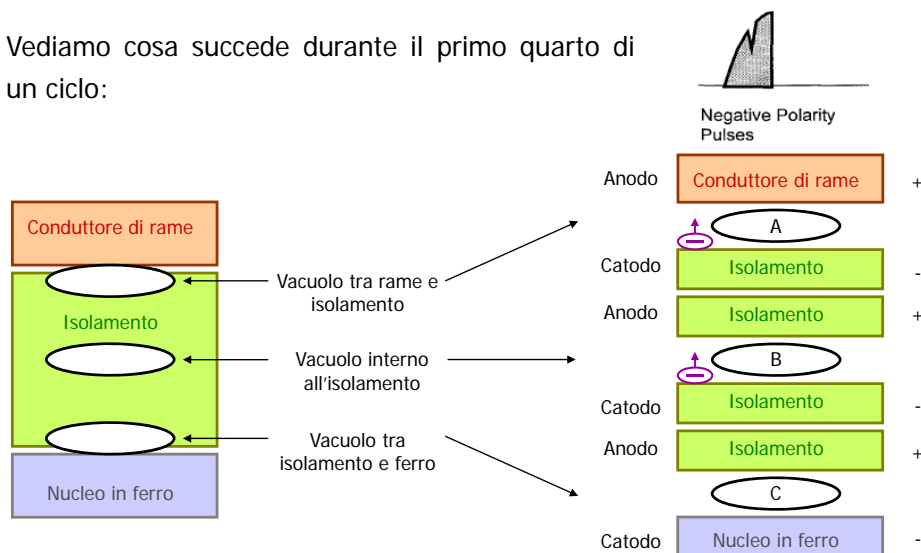 Vediamo cosa succede durante il primo quarto di
un ciclo:
Negative Polarity
Pulses
Conduttore di rame
Isolamento
Nucleo in ferro
Vacuolo tra rame e
isolamento
Vacuolo interno
all'isolamento
Vacuolo tra
isolamento e ferro
Anodo Conduttore di rame +
A
Catodo Isolamento -
Anodo Isolamento +
B
Catodo Isolamento -
Anodo Isolamento +
C
Catodo Nucleo in ferro -